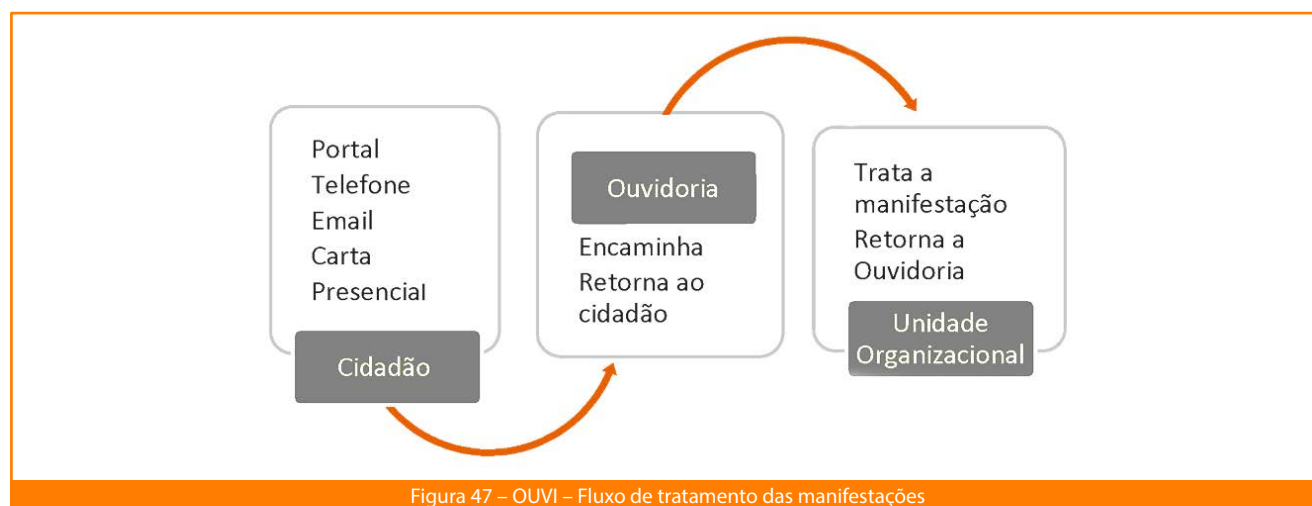 Portal
Telefone
Email
Carta
Presencial
Cidadão
Ouvidoria
Encaminha
Retorna ao
cidadão
Trata a
manifestação
Retorna a
Ouvidoria
Unidade
Organizacional
Figura 47 – OUVI – Fluxo de tratamento das manifestações